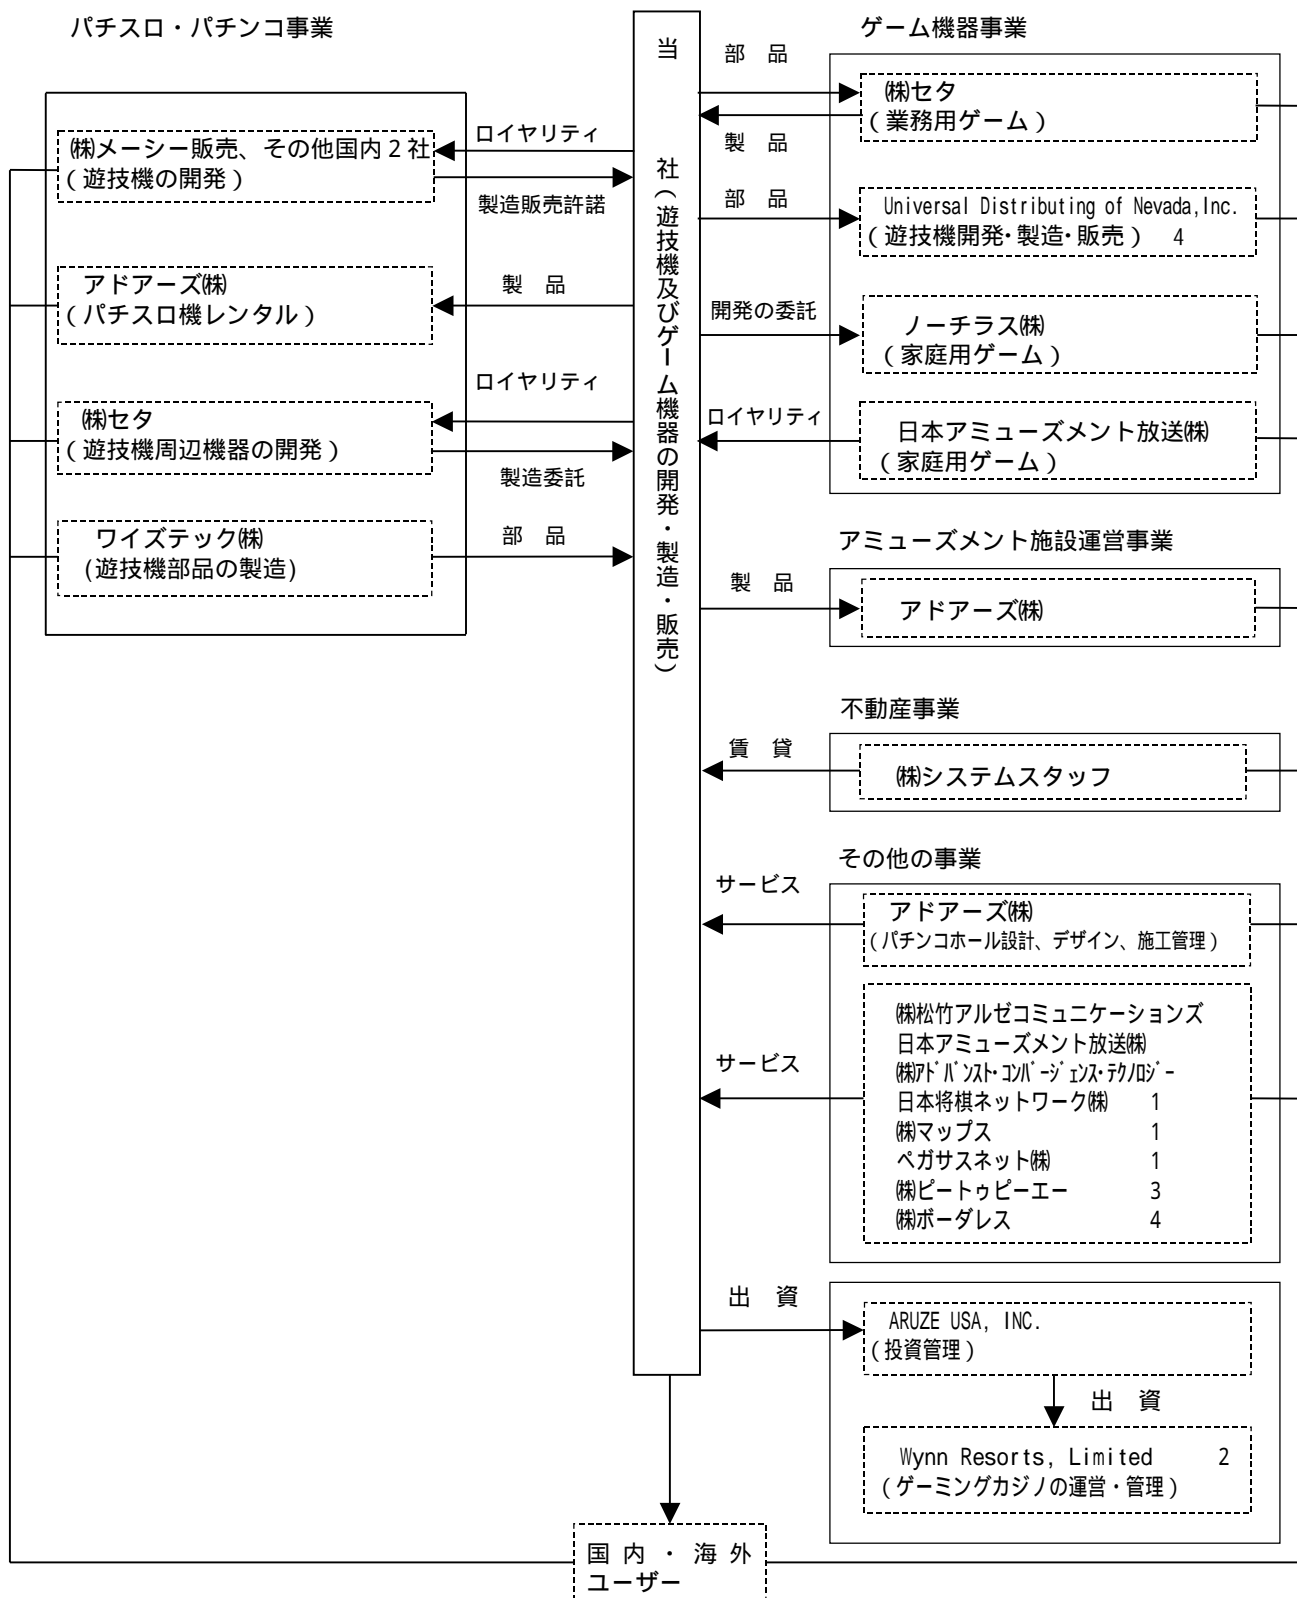 パチスロ・パチンコ事業
㈱メーシー販売、その他国内２社
（遊技機の開発）
ロイヤリティ
製造販売許諾
アドアーズ㈱
（パチスロ機レンタル）
製　品
㈱セタ
（遊技機周辺機器の開発）
ロイヤリティ
製造委託
ワイズテック㈱
(遊技機部品の製造)
部　品
当　社（遊技機及びゲーム機器の開発・製造・販売）
ゲーム機器事業
部　品
製　品
㈱セタ
（業務用ゲーム）
部　品
Universal Distributing of Nevada,Inc.
（遊技機開発・製造・販売）　4
開発の委託
ノーチラス㈱
（家庭用ゲーム）
ロイヤリティ
日本アミューズメント放送㈱
（家庭用ゲーム）
アミューズメント施設運営事業
製　品
アドアーズ㈱
不動産事業
賃　貸
㈱システムスタッフ
その他の事業
サービス
アドアーズ㈱
（パチンコホール設計、デザイン、施工管理）
サービス
㈱松竹アルゼコミュニケーションズ
日本アミューズメント放送㈱
㈱ｱﾄﾞﾊﾞﾝｽﾄ･ｺﾝﾊﾞｰｼﾞｪﾝｽ･ﾃｸﾉﾛｼﾞｰ
日本将棋ネットワーク㈱　1
㈱マップス　1
ペガサスネット㈱　1
㈱ピートゥピーエー　3
㈱ボーダレス　4
出　資
ARUZE USA, INC.
（投資管理）
出　資
Wynn Resorts, Limited　2
（ゲーミングカジノの運営・管理）
国内・海外
ユーザー